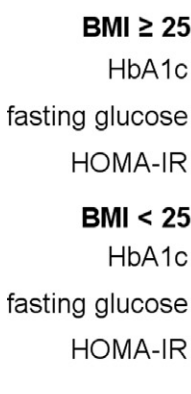 BMI ≥ 25
HbA1c
fasting glucose
HOMA-IR
BMI < 25
HbA1c
fasting glucose
HOMA-IR